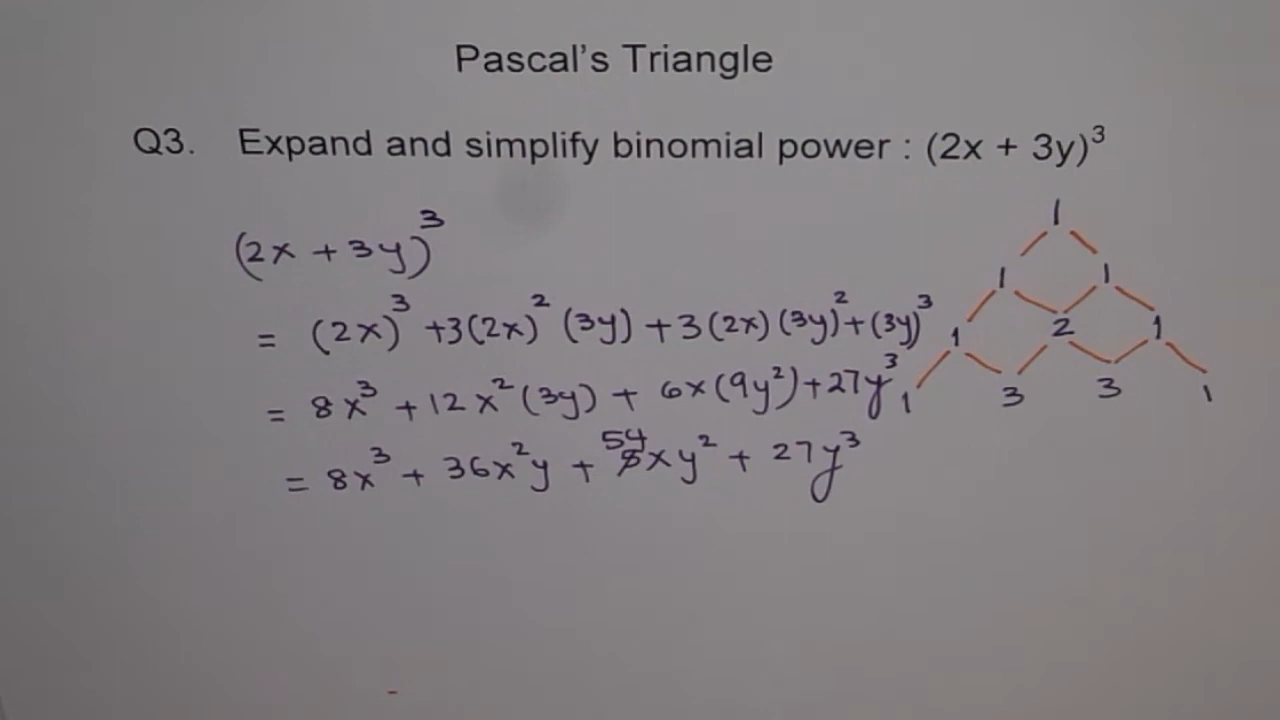 Pascal's Triangle
Q3. Expand and simplify binomial power : (2x + 3y)³
(2x + 3y)³
= (2x)³ + 3(2x)² (3y) + 3(2x) (3y)² + (3y)³
= 8x³ + 12x² (3y) + 6x(9y²) + 27y³
= 8x³ + 36x²y + 54xy² + 27y³
1
1 1
1 2 1
1 3 3 1